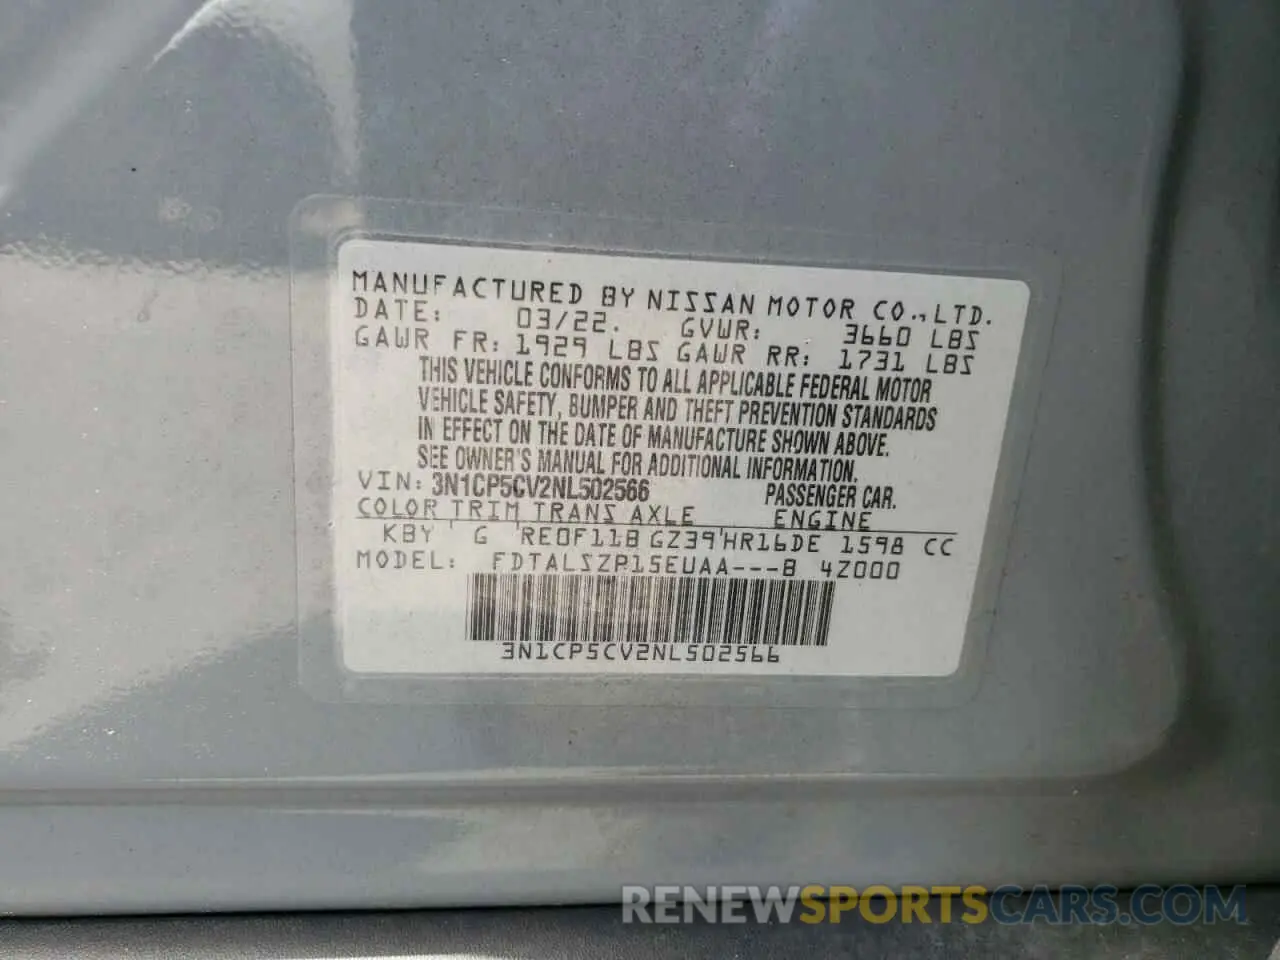 MANUFACTURED BY NISSAN MOTOR CO.,LTD.
DATE: 03/22. GVWR: 3660 LBS
GAWR FR: 1929 LBS GAWR RR: 1731 LBS
THIS VEHICLE CONFORMS TO ALL APPLICABLE FEDERAL MOTOR
VEHICLE SAFETY, BUMPER AND THEFT PREVENTION STANDARDS
IN EFFECT ON THE DATE OF MANUFACTURE SHOWN ABOVE.
SEE OWNER'S MANUAL FOR ADDITIONAL INFORMATION.
VIN: 3N1CP5CV2NL502566 PASSENGER CAR.
COLOR TRIM TRANS AXLE ENGINE
KBY G RE0F11B GZ39 HR16DE 1598 CC
MODEL: FDTALSZP15EUAA---B 4Z000
3N1CP5CV2NL502566
RENEWSPORTSCARS.COM